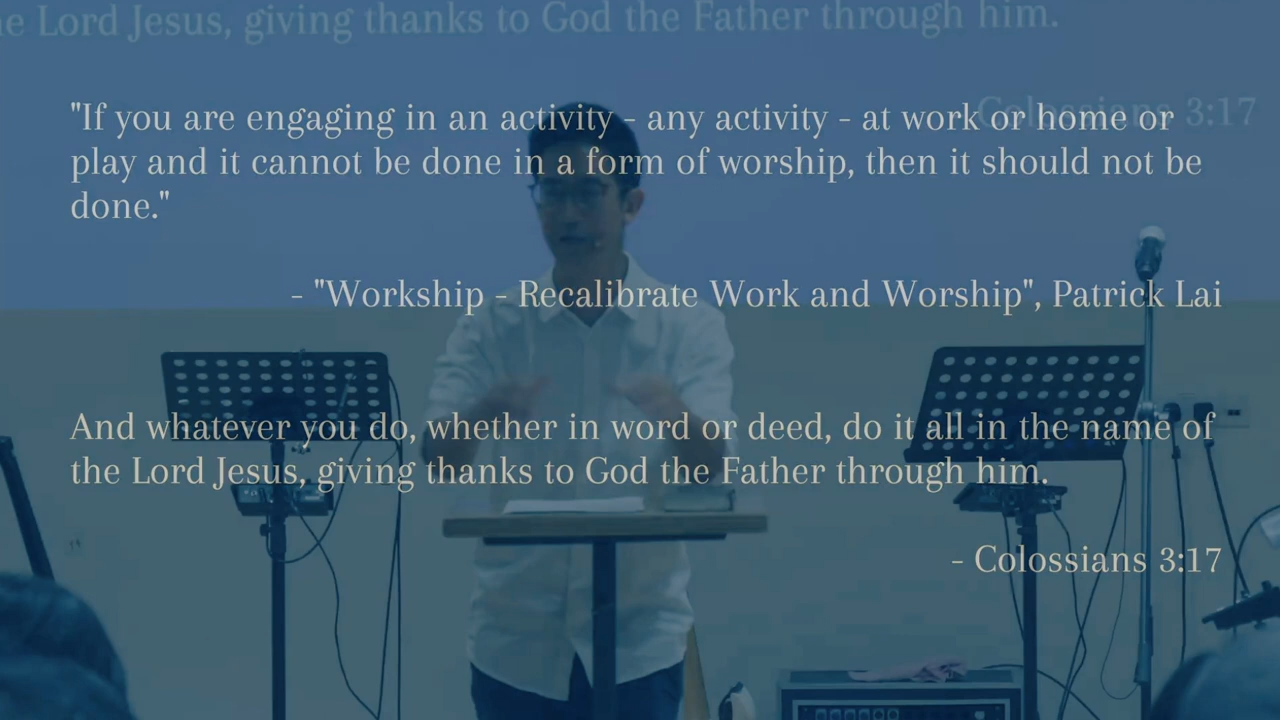 he Lord Jesus, giving thanks to God the Father through him.
Colossians 3:17
"If you are engaging in an activity - any activity - at work or home or
play and it cannot be done in a form of worship, then it should not be
done."
- "Workship - Recalibrate Work and Worship", Patrick Lai
And whatever you do, whether in word or deed, do it all in the name of
the Lord Jesus, giving thanks to God the Father through him.
- Colossians 3:17